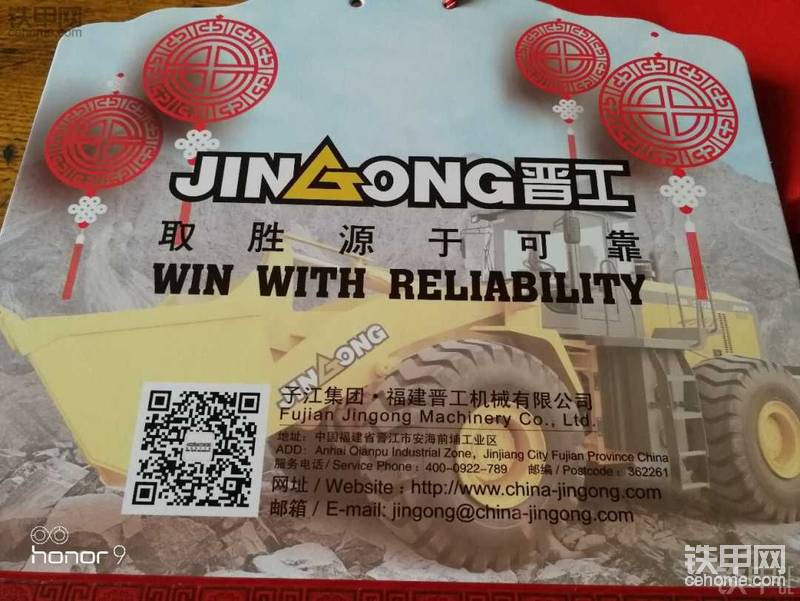 铁甲网
cehome.com
JINGONG晋工
取胜源于可靠
WIN WITH RELIABILITY
JINGONG
子江集团·福建晋工机械有限公司
Fujian Jingong Machinery Co., Ltd.
地址：中国福建省晋江市安海前埔工业区
ADD：Anhai Qianpu Industrial Zone，Jinjiang City Fujian Province China
服务电话 / Service Phone：400-0922-789 邮编 / Postcode：362261
网址 / Website：http://www.china-jingong.com
邮箱 / E-mail：jingong@china-jingong.com
honor 9
铁甲网
cehome.com